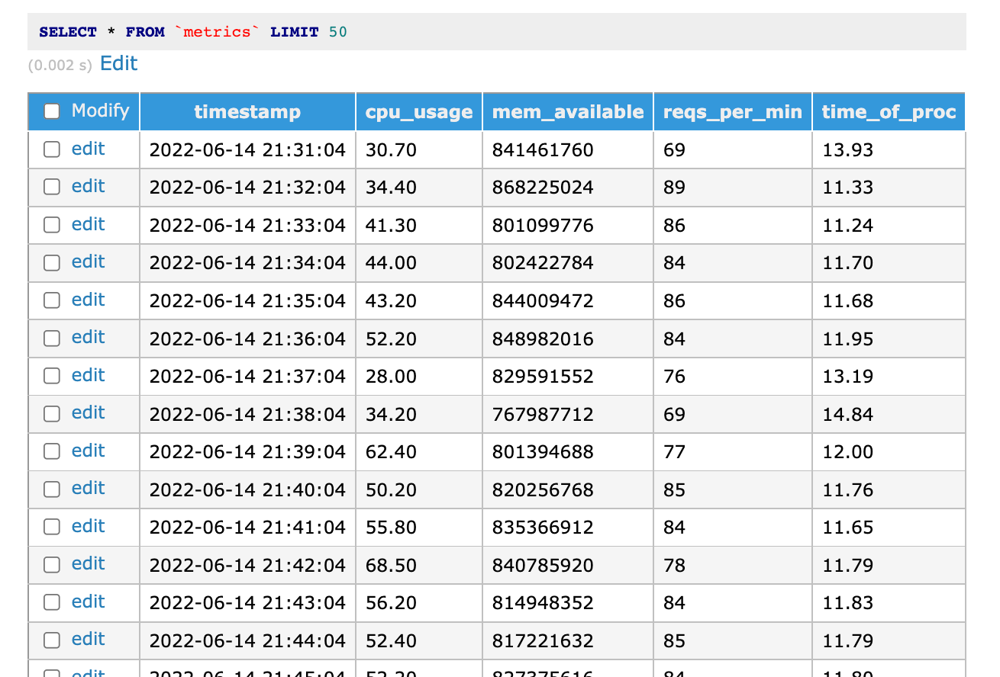 SELECT * FROM `metrics` LIMIT 50
(0.002 s) Edit
Modify timestamp cpu_usage mem_available reqs_per_min time_of_proc
edit 2022-06-14 21:31:04 30.70 841461760 69 13.93
edit 2022-06-14 21:32:04 34.40 868225024 89 11.33
edit 2022-06-14 21:33:04 41.30 801099776 86 11.24
edit 2022-06-14 21:34:04 44.00 802422784 84 11.70
edit 2022-06-14 21:35:04 43.20 844009472 86 11.68
edit 2022-06-14 21:36:04 52.20 848982016 84 11.95
edit 2022-06-14 21:37:04 28.00 829591552 76 13.19
edit 2022-06-14 21:38:04 34.20 767987712 69 14.84
edit 2022-06-14 21:39:04 62.40 801394688 77 12.00
edit 2022-06-14 21:40:04 50.20 820256768 85 11.76
edit 2022-06-14 21:41:04 55.80 835366912 84 11.65
edit 2022-06-14 21:42:04 68.50 840785920 78 11.79
edit 2022-06-14 21:43:04 56.20 814948352 84 11.83
edit 2022-06-14 21:44:04 52.40 817221632 85 11.79
edit 2022-06-14 21:45:04